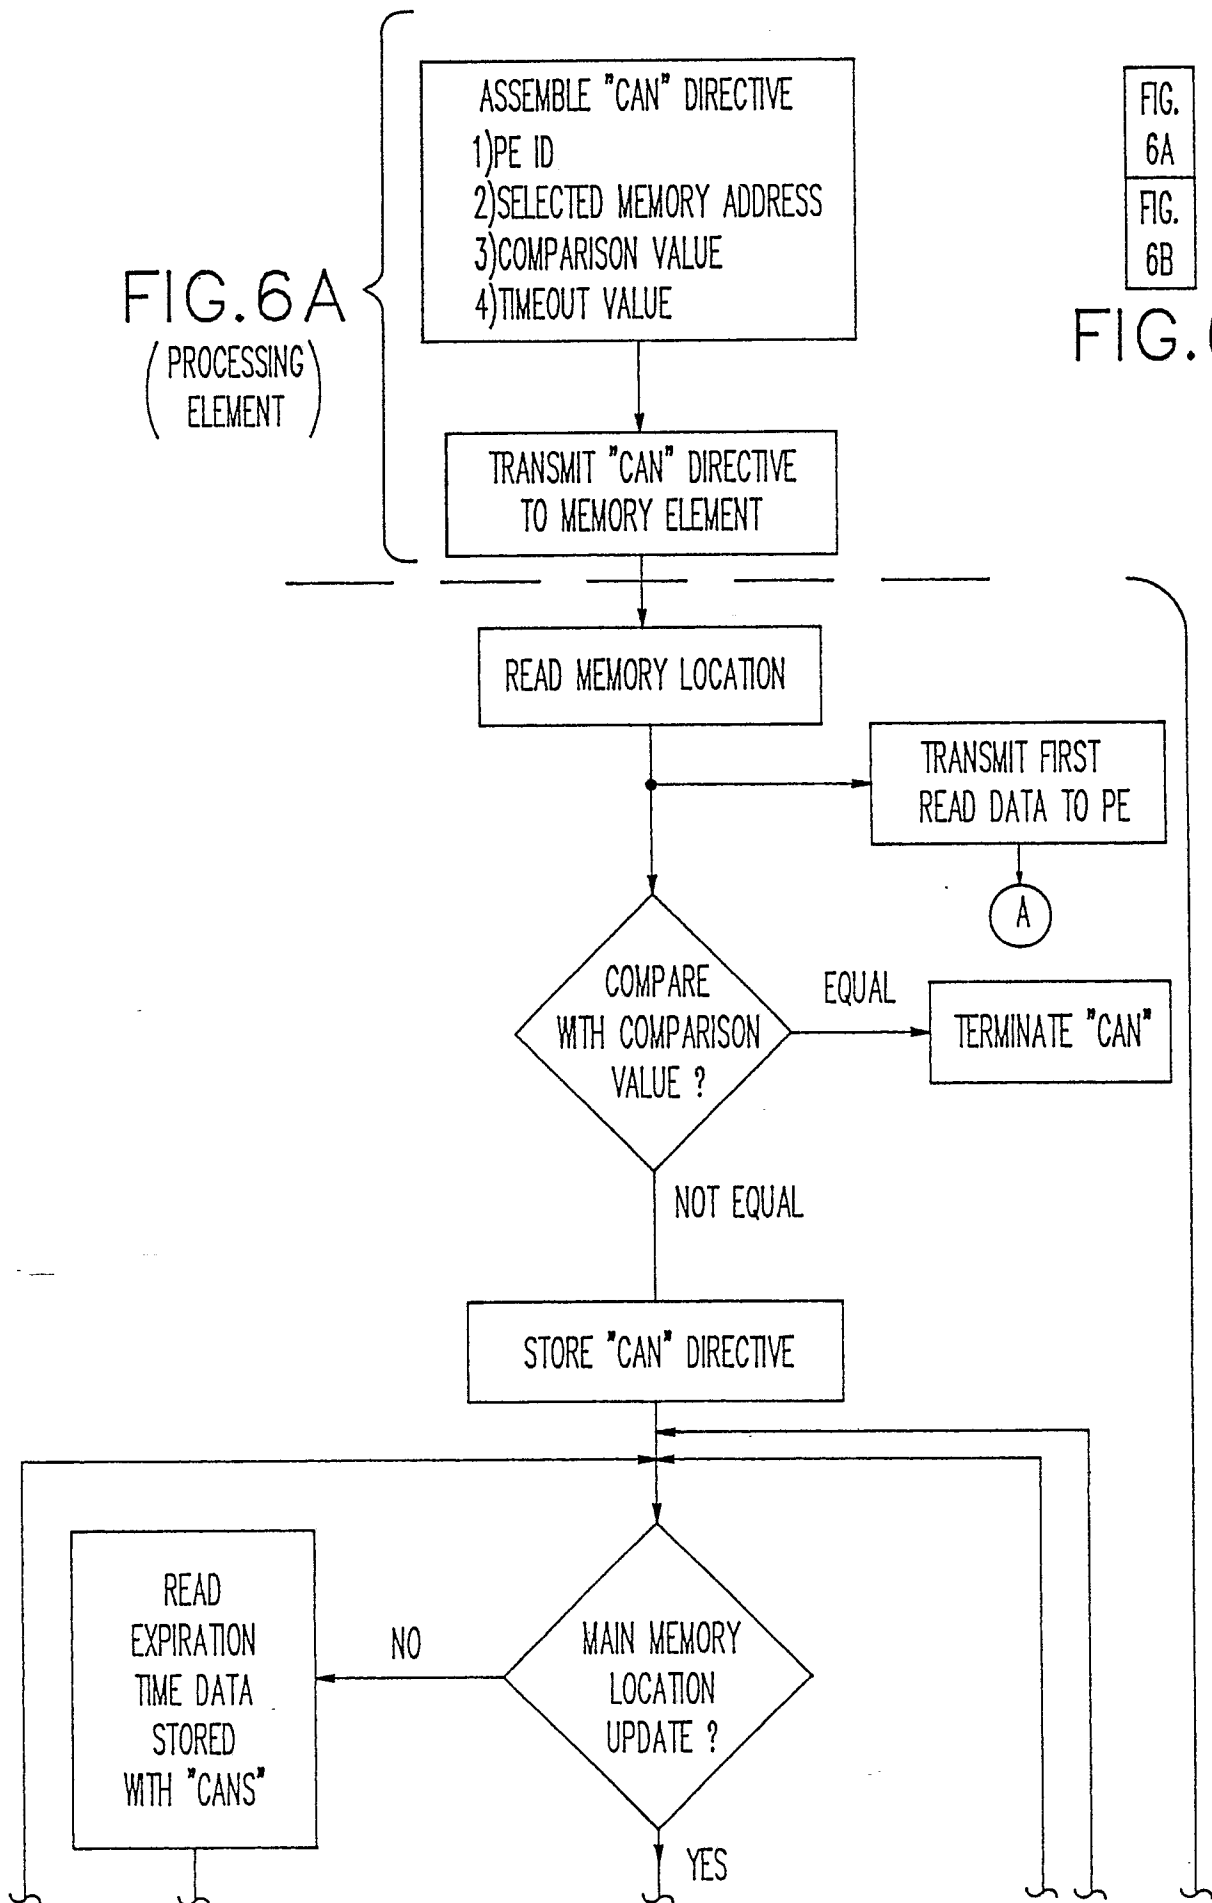 ASSEMBLE "CAN" DIRECTIVE
1)PE ID
2)SELECTED MEMORY ADDRESS
3)COMPARISON VALUE
4)TIMEOUT VALUE
FIG.
6A
FIG.
6B
FIG.6A
(PROCESSING
ELEMENT)
FIG.
TRANSMIT "CAN" DIRECTIVE
TO MEMORY ELEMENT
READ MEMORY LOCATION
TRANSMIT FIRST
READ DATA TO PE
A
COMPARE
WITH COMPARISON
VALUE ?
EQUAL
TERMINATE "CAN"
NOT EQUAL
STORE "CAN" DIRECTIVE
READ
EXPIRATION
TIME DATA
STORED
WITH "CANS"
NO
MAIN MEMORY
LOCATION
UPDATE ?
YES